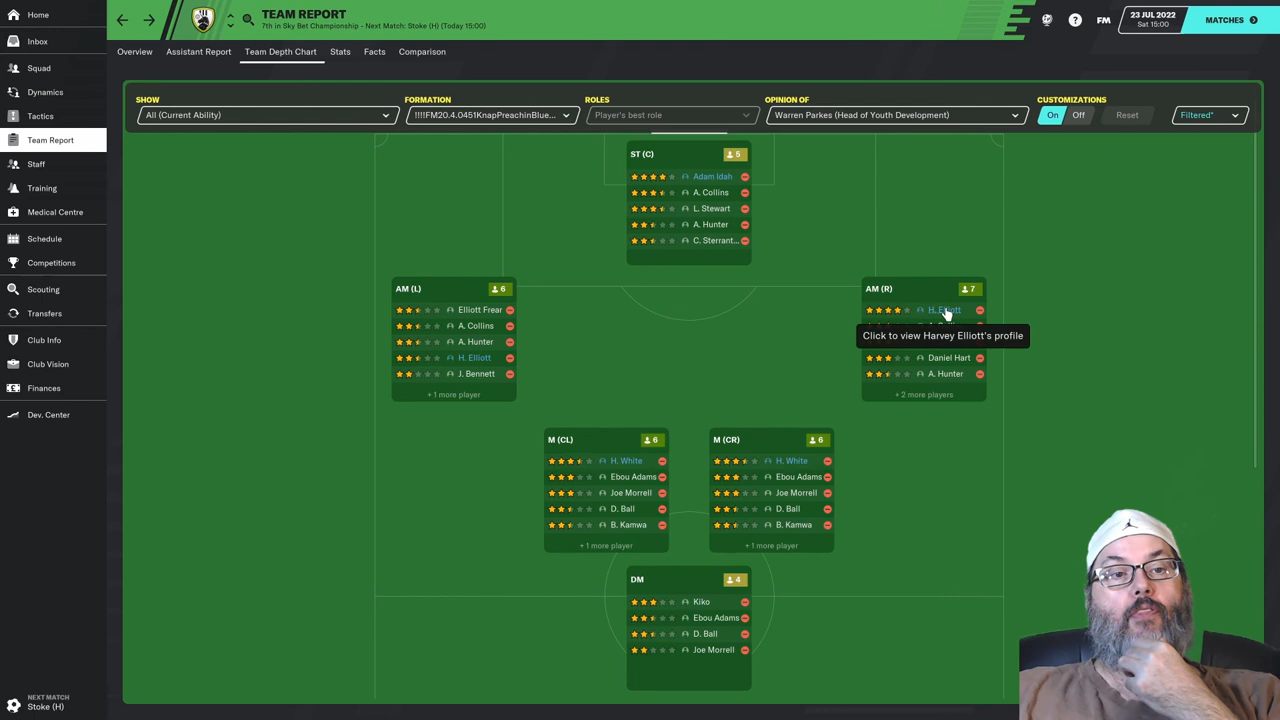 Home
Inbox
Squad
Dynamics
Tactics
Team Report
Staff
Training
Medical Centre
Schedule
Competitions
Scouting
Transfers
Club Info
Club Vision
Finances
Dev. Center
NEXT MATCH
Stoke (H)
TEAM REPORT
7th in Sky Bet Championship - Next Match: Stoke (H) (Today 15:00)
FM
23 JUL 2022
Sat 15:00
MATCHES
Overview Assistant Report Team Depth Chart Stats Facts Comparison
SHOW FORMATION ROLES OPINION OF CUSTOMIZATIONS
All (Current Ability) !!!!FM20.4.0451KnapPreachinBlue... Player's best role Warren Parkes (Head of Youth Development) On Off Reset Filtered*
ST (C) 5
Adam Idah
A. Collins
L. Stewart
A. Hunter
C. Sterrant...
AM (L) 6
Elliott Frear
A. Collins
A. Hunter
H. Elliott
J. Bennett
+ 1 more player
AM (R) 7
H. Elliott
Click to view Harvey Elliott's profile
Daniel Hart
A. Hunter
+ 2 more players
M (CL) 6
H. White
Ebou Adams
Joe Morrell
D. Ball
B. Kamwa
+ 1 more player
M (CR) 6
H. White
Ebou Adams
Joe Morrell
D. Ball
B. Kamwa
+ 1 more player
DM 4
Kiko
Ebou Adams
D. Ball
Joe Morrell